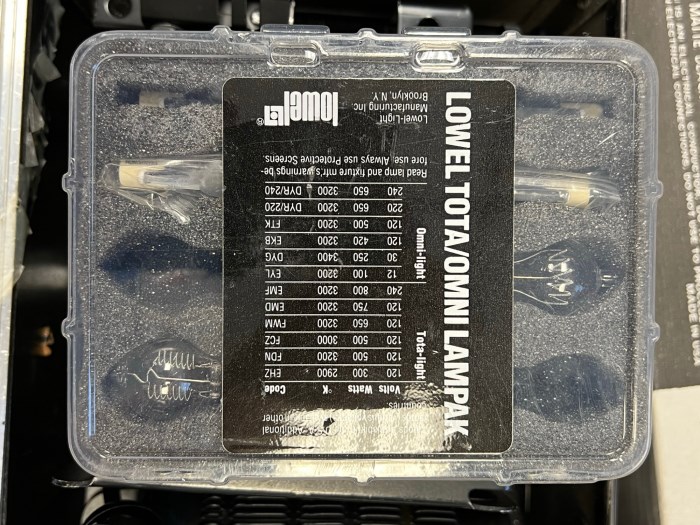 LOWEL TOTA/OMNI LAMPAK
Additional
in other
countries.
Volts Watts °K Code
Tota-light
120 300 2900 EHZ
120 500 3200 FDN
120 500 3000 FCZ
120 650 3200 FWM
120 750 3200 EMD
240 800 3200 EMF
Omni-light
12 100 3200 EYL
30 250 3400 DYG
120 420 3200 EKB
120 500 3200 FTK
220 650 3200 DYR/220
240 650 3200 DYR/240
Read lamp and fixture mfr's warnings be-
fore use. Always use Protective Screens.
Lowel-Light
Manufacturing Inc
Brooklyn, N.Y.
lowel ®